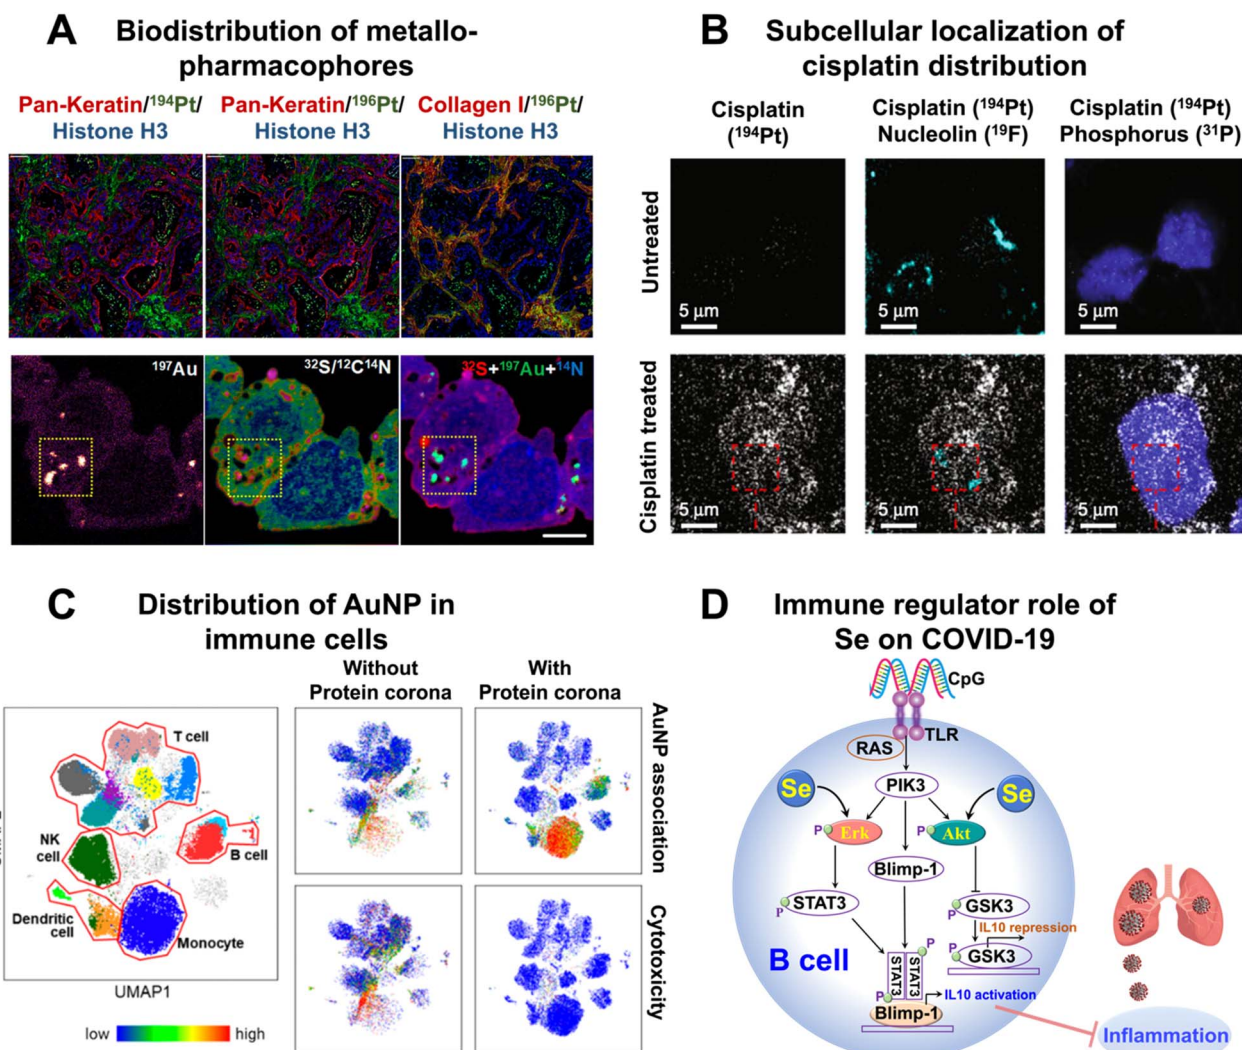 A
Biodistribution of metallo-
pharmacophores
Pan-Keratin/¹⁹⁴Pt/
Histone H3
Pan-Keratin/¹⁹⁶Pt/
Histone H3
Collagen I/¹⁹⁶Pt/
Histone H3
¹⁹⁷Au
³²S/¹²C¹⁴N
³²S+¹⁹⁷Au+¹⁴N
B
Subcellular localization of
cisplatin distribution
Cisplatin
(¹⁹⁴Pt)
Cisplatin (¹⁹⁴Pt)
Nucleolin (¹⁹F)
Cisplatin (¹⁹⁴Pt)
Phosphorus (³¹P)
Untreated
5 μm
5 μm
5 μm
Cisplatin treated
5 μm
5 μm
5 μm
C
Distribution of AuNP in
immune cells
Without
Protein corona
With
Protein corona
T cell
NK
cell
B cell
Dendritic
cell
Monocyte
UMAP1
low
high
AuNP association
Cytotoxicity
D
Immune regulator role of
Se on COVID-19
CpG
TLR
RAS
PIK3
Se
Se
P
Erk
P
Akt
Blimp-1
P
STAT3
P
GSK3
IL10 repression
P
GSK3
B cell
P
STAT3
STAT3
P
IL10 activation
Blimp-1
Inflammation